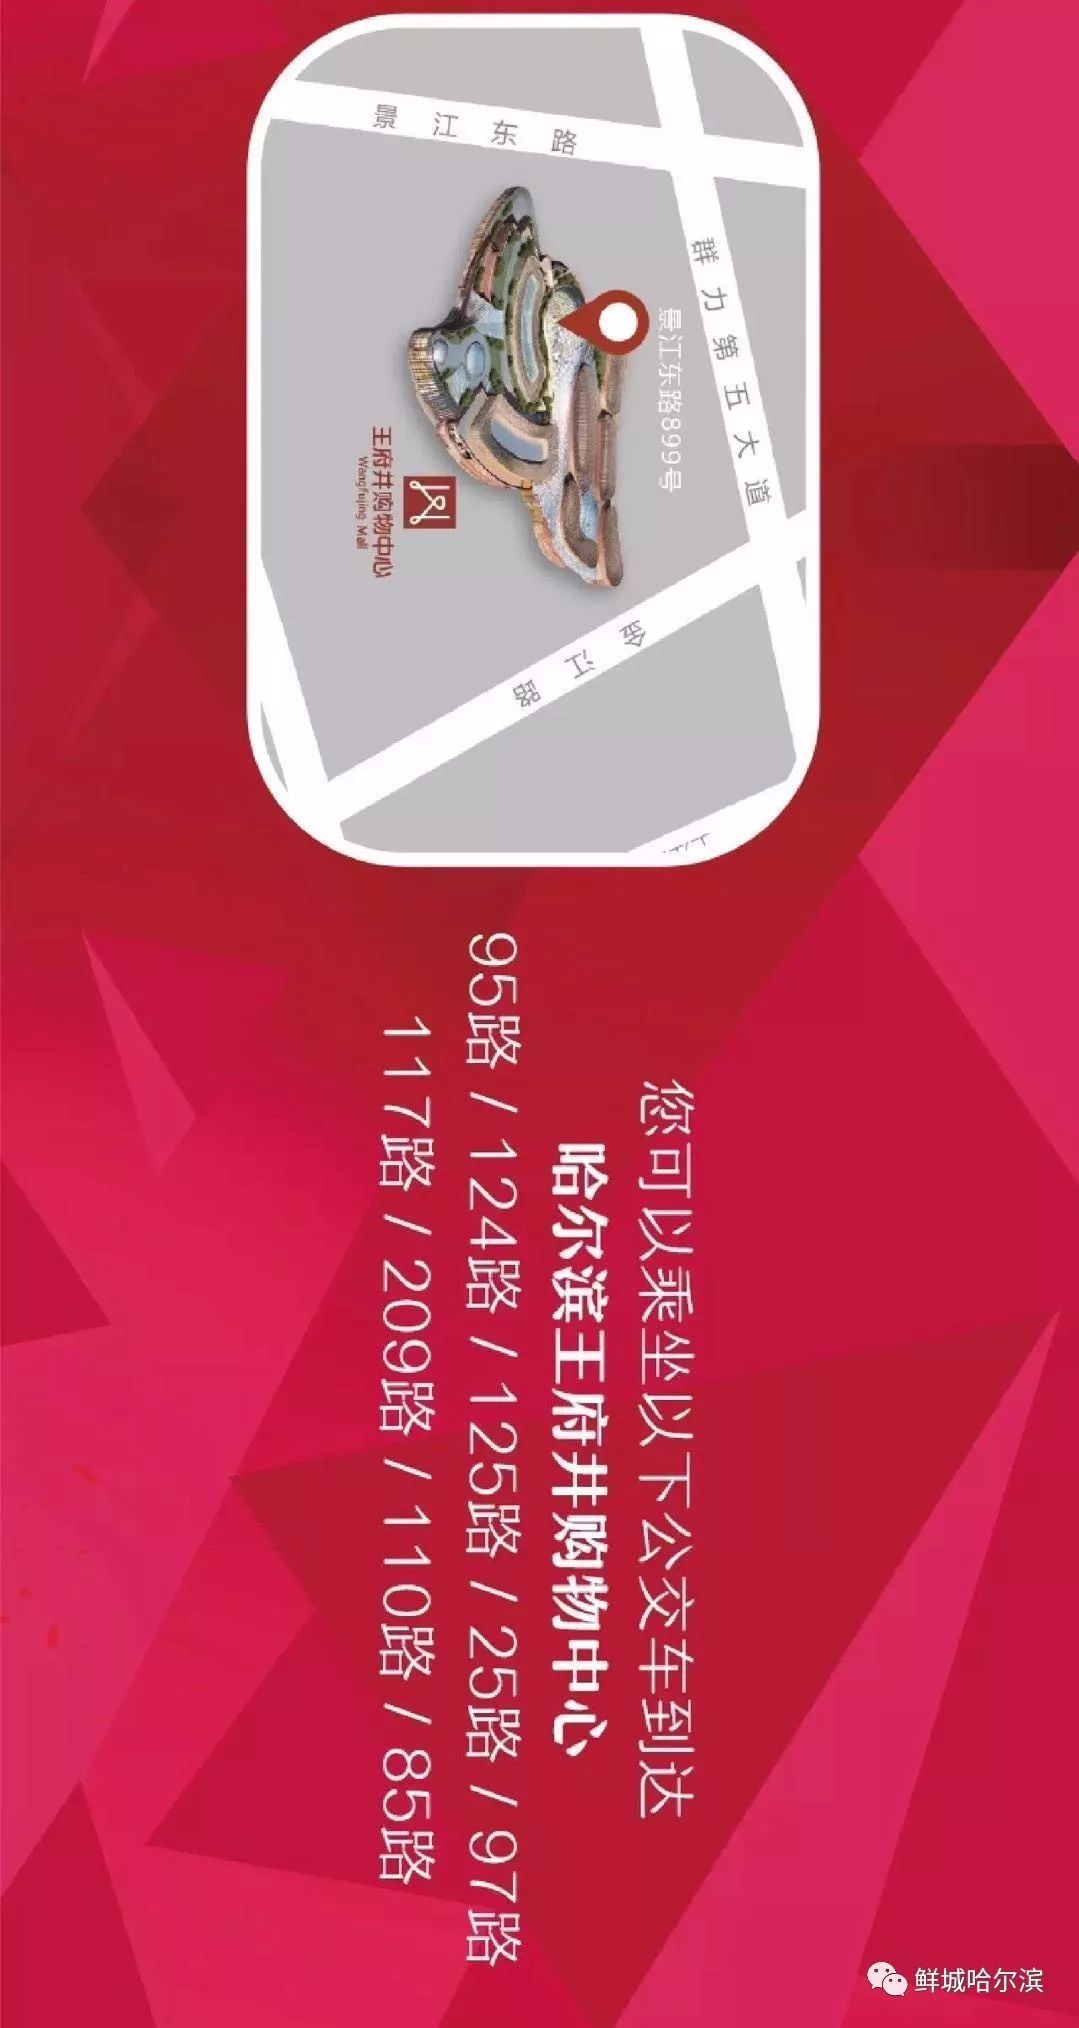 景江东路
群力第五大道
景江东路899号
王府井购物中心
Wangfujing Mall
金江路
您可以乘坐以下公交车到达
哈尔滨王府井购物中心
95路 / 124路 / 125路 / 25路 / 97路
117路 / 209路 / 110路 / 85路
鲜城哈尔滨